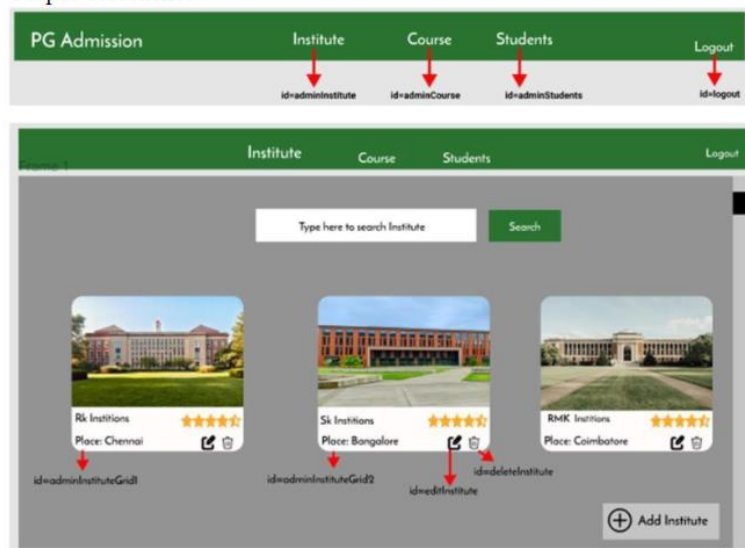 PG Admission Institute Course Students Logout
id=adminInstitute id=adminCourse id=adminStudents id=logout
Frame 1 Institute Course Students Logout
Type here to search Institute Search
Rk Institions Sk Institions RMK Institions
Place: Chennai Place: Bangalore Place: Coimbatore
id=adminInstituteGrid1 id=adminInstituteGrid2 id=editInstitute id=deleteInstitute
Add Institute